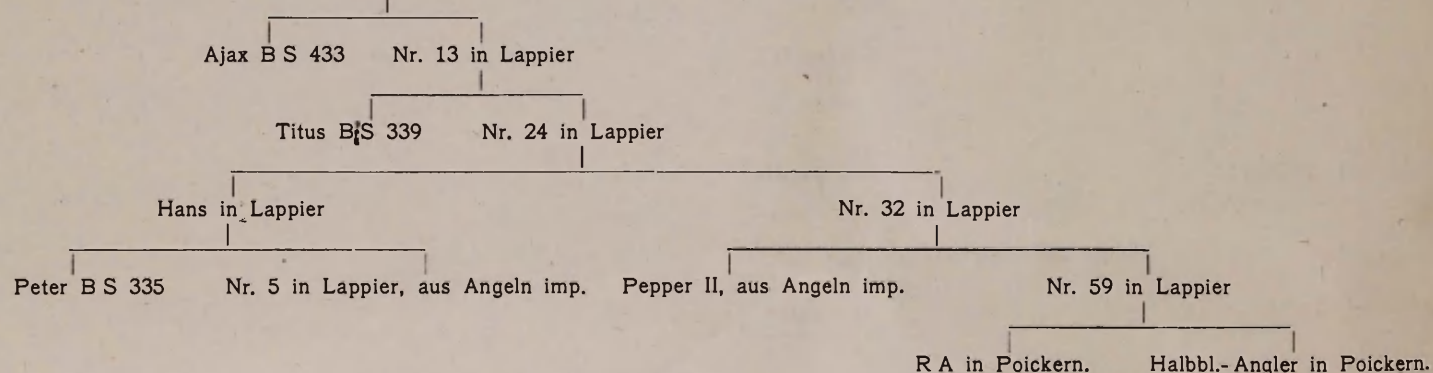 Ajax B S 433 Nr. 13 in Lappier
Titus B S 339 Nr. 24 in Lappier
Hans in Lappier Nr. 32 in Lappier
Peter B S 335 Nr. 5 in Lappier, aus Angeln imp. Pepper II, aus Angeln imp. Nr. 59 in Lappier
R A in Poickern. Halbbl.-Angler in Poickern.